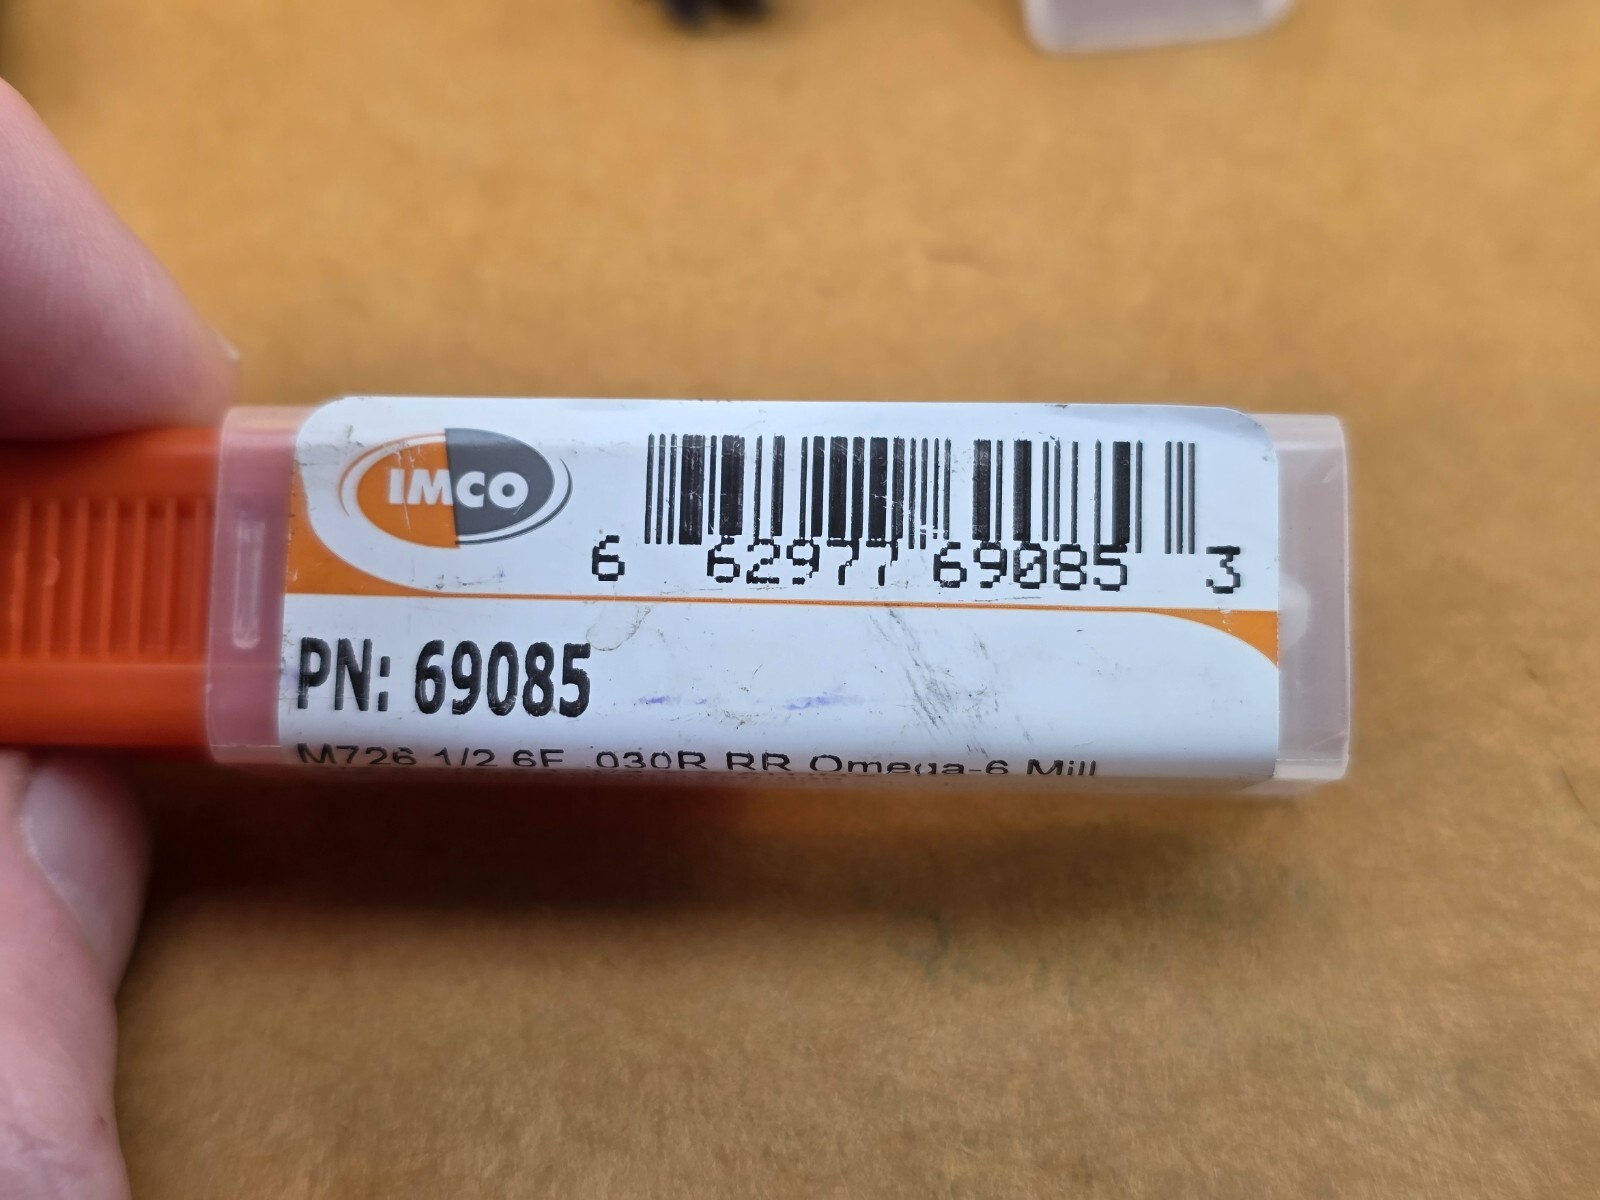 IMCO
6 62977 69085 3
PN: 69085
M726 1/2 6F .030R RR Omega-6 Mill